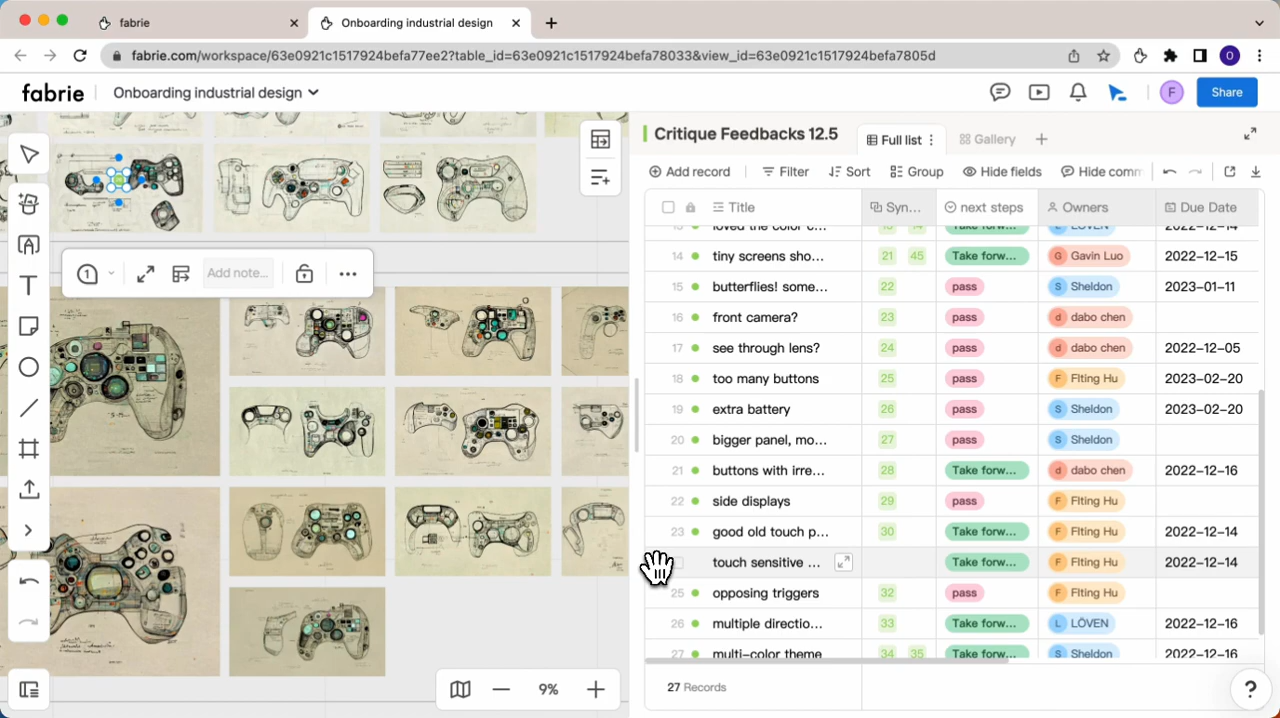 fabrie
Onboarding industrial design
fabrie.com/workspace/63e0921c1517924befa77ee2?table_id=63e0921c1517924befa78033&view_id=63e0921c1517924befa7805d
O
fabrie
Onboarding industrial design
F
Share
Critique Feedbacks 12.5
Full list
Gallery
Add record
Filter
Sort
Group
Hide fields
Hide comm
Title
Syn...
next steps
Owners
Due Date
14 tiny screens sho... 21 45 Take forw... G Gavin Luo 2022-12-15
15 butterflies! some... 22 pass S Sheldon 2023-01-11
16 front camera? 23 pass d dabo chen
17 see through lens? 24 pass d dabo chen 2022-12-05
18 too many buttons 25 pass F Flting Hu 2023-02-20
19 extra battery 26 pass S Sheldon 2023-02-20
20 bigger panel, mo... 27 pass S Sheldon
21 buttons with irre... 28 Take forw... d dabo chen 2022-12-16
22 side displays 29 pass F Flting Hu
23 good old touch p... 30 Take forw... F Flting Hu 2022-12-14
touch sensitive ... Take forw... F Flting Hu 2022-12-14
25 opposing triggers 32 pass F Flting Hu
26 multiple directio... 33 Take forw... L LÖVEN 2022-12-16
27 multi-color theme 34 35 Take forw... S Sheldon 2022-12-16
27 Records
1
Add note...
T
9%
?